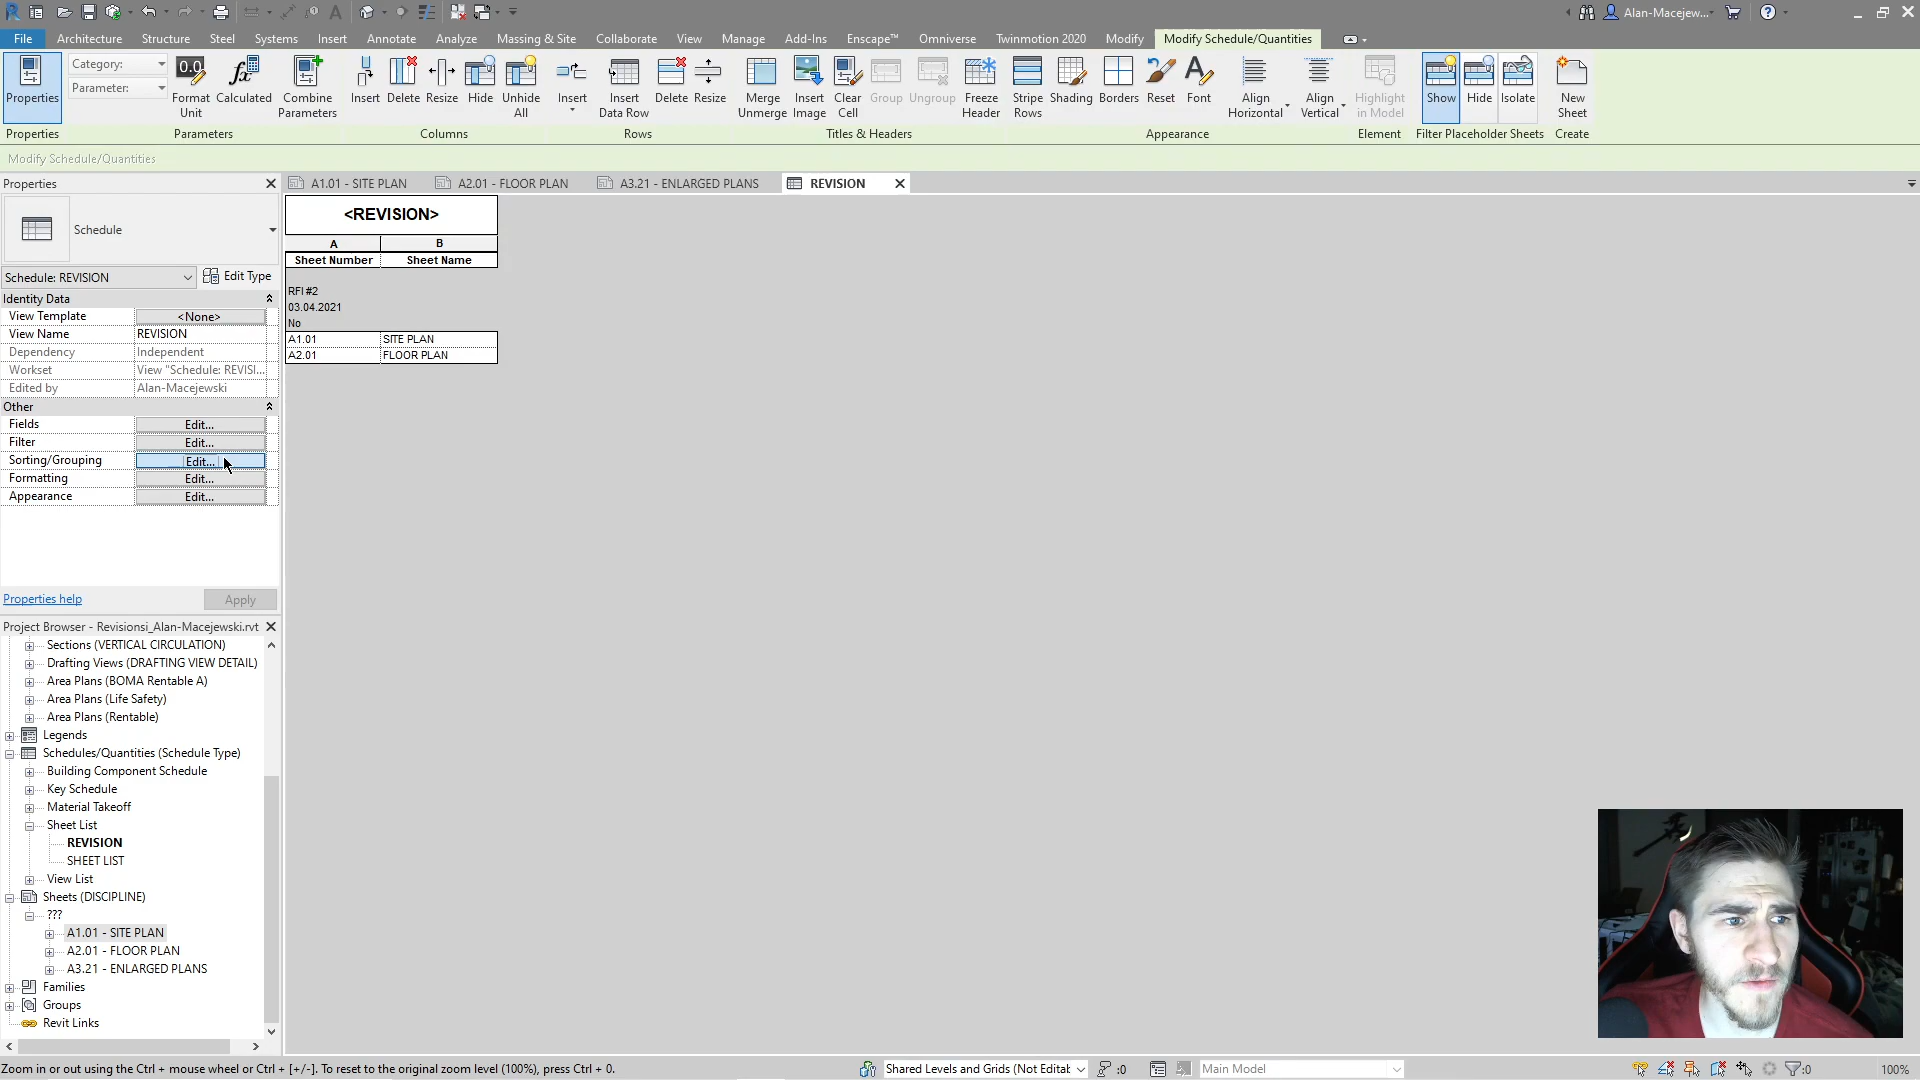 Alan-Macejew...
File Architecture Structure Steel Systems Insert Annotate Analyze Massing & Site Collaborate View Manage Add-Ins Enscape™ Omniverse Twinmotion 2020 Modify Modify Schedule/Quantities
Properties
Category:
Parameter:
0.0
Format Unit
fx
Calculated
Combine Parameters
Insert
Delete
Resize
Hide
Unhide All
Insert
Insert Data Row
Delete
Resize
Merge Unmerge
Insert Image
Clear Cell
Group
Ungroup
Freeze Header
Stripe Rows
Shading
Borders
Reset
Font
Align Horizontal
Align Vertical
Highlight in Model
Show
Hide
Isolate
New Sheet
Properties Parameters Columns Rows Titles & Headers Appearance Element Filter Placeholder Sheets Create
Modify Schedule/Quantities
Properties
A1.01 - SITE PLAN A2.01 - FLOOR PLAN A3.21 - ENLARGED PLANS REVISION
Schedule
Schedule: REVISION Edit Type
Identity Data
View Template <None>
View Name REVISION
Dependency Independent
Workset View "Schedule: REVISI...
Edited by Alan-Macejewski
Other
Fields Edit...
Filter Edit...
Sorting/Grouping Edit...
Formatting Edit...
Appearance Edit...
Properties help Apply
<REVISION>
A B
Sheet Number Sheet Name
RFI #2
03.04.2021
No
A1.01 SITE PLAN
A2.01 FLOOR PLAN
Project Browser - Revisionsi_Alan-Macejewski.rvt
Sections (VERTICAL CIRCULATION)
Drafting Views (DRAFTING VIEW DETAIL)
Area Plans (BOMA Rentable A)
Area Plans (Life Safety)
Area Plans (Rentable)
Legends
Schedules/Quantities (Schedule Type)
Building Component Schedule
Key Schedule
Material Takeoff
Sheet List
REVISION
SHEET LIST
View List
Sheets (DISCIPLINE)
???
A1.01 - SITE PLAN
A2.01 - FLOOR PLAN
A3.21 - ENLARGED PLANS
Families
Groups
Revit Links
Zoom in or out using the Ctrl + mouse wheel or Ctrl + [+/-]. To reset to the original zoom level (100%), press Ctrl + 0.
Shared Levels and Grids (Not Editat :0 Main Model :0 100%